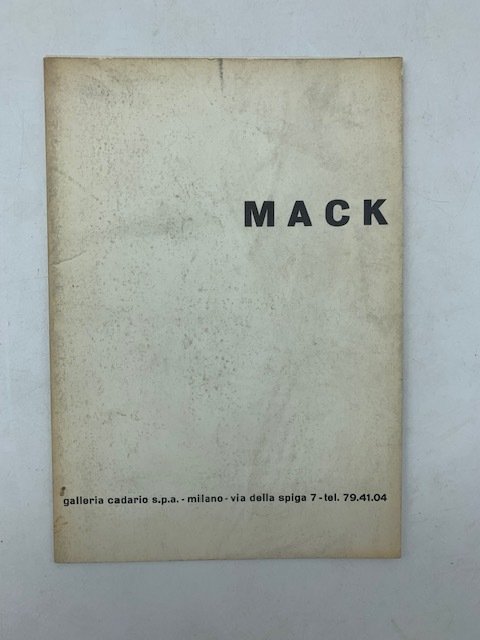 MACK
galleria cadario s.p.a. - milano - via della spiga 7 - tel. 79.41.04